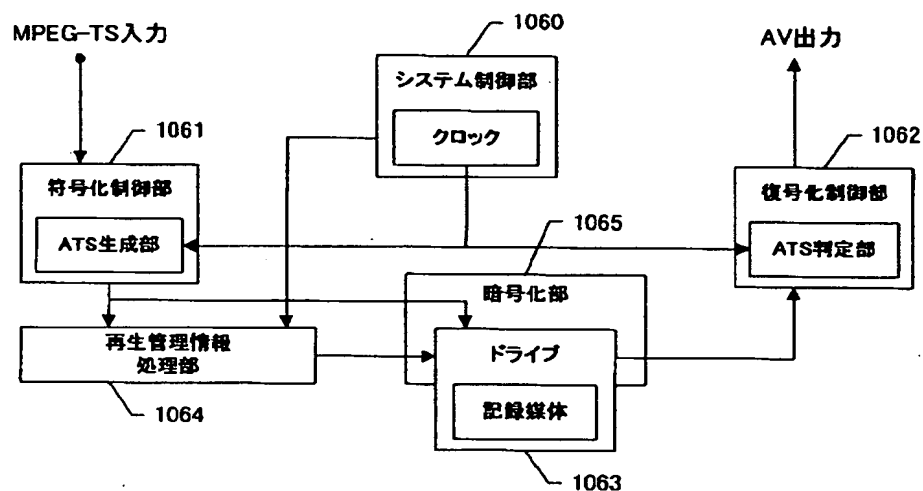 MPEG-TS入力
1060
AV出力
システム制御部
クロック
1061
1062
符号化制御部
ATS生成部
復号化制御部
ATS判定部
1065
暗号化部
再生管理情報
処理部
ドライブ
記録媒体
1064
1063